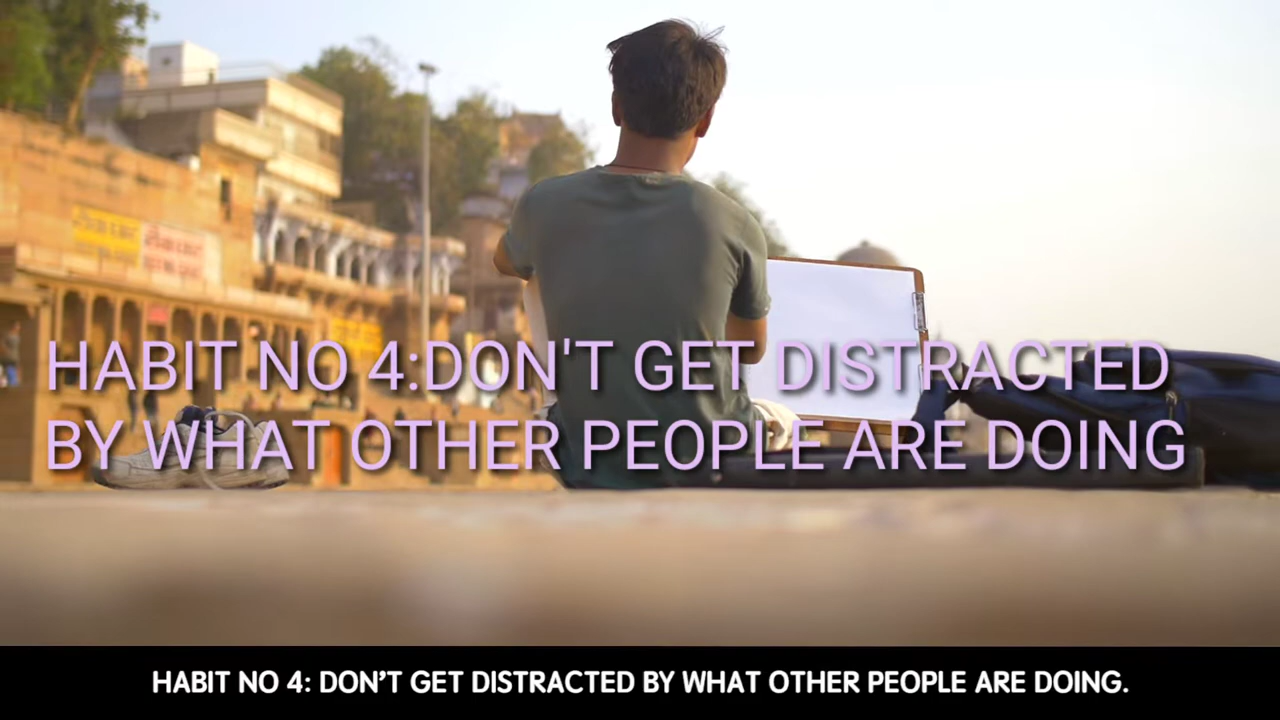 HABIT NO 4:DON'T GET DISTRACTED
BY WHAT OTHER PEOPLE ARE DOING
HABIT NO 4: DON’T GET DISTRACTED BY WHAT OTHER PEOPLE ARE DOING.